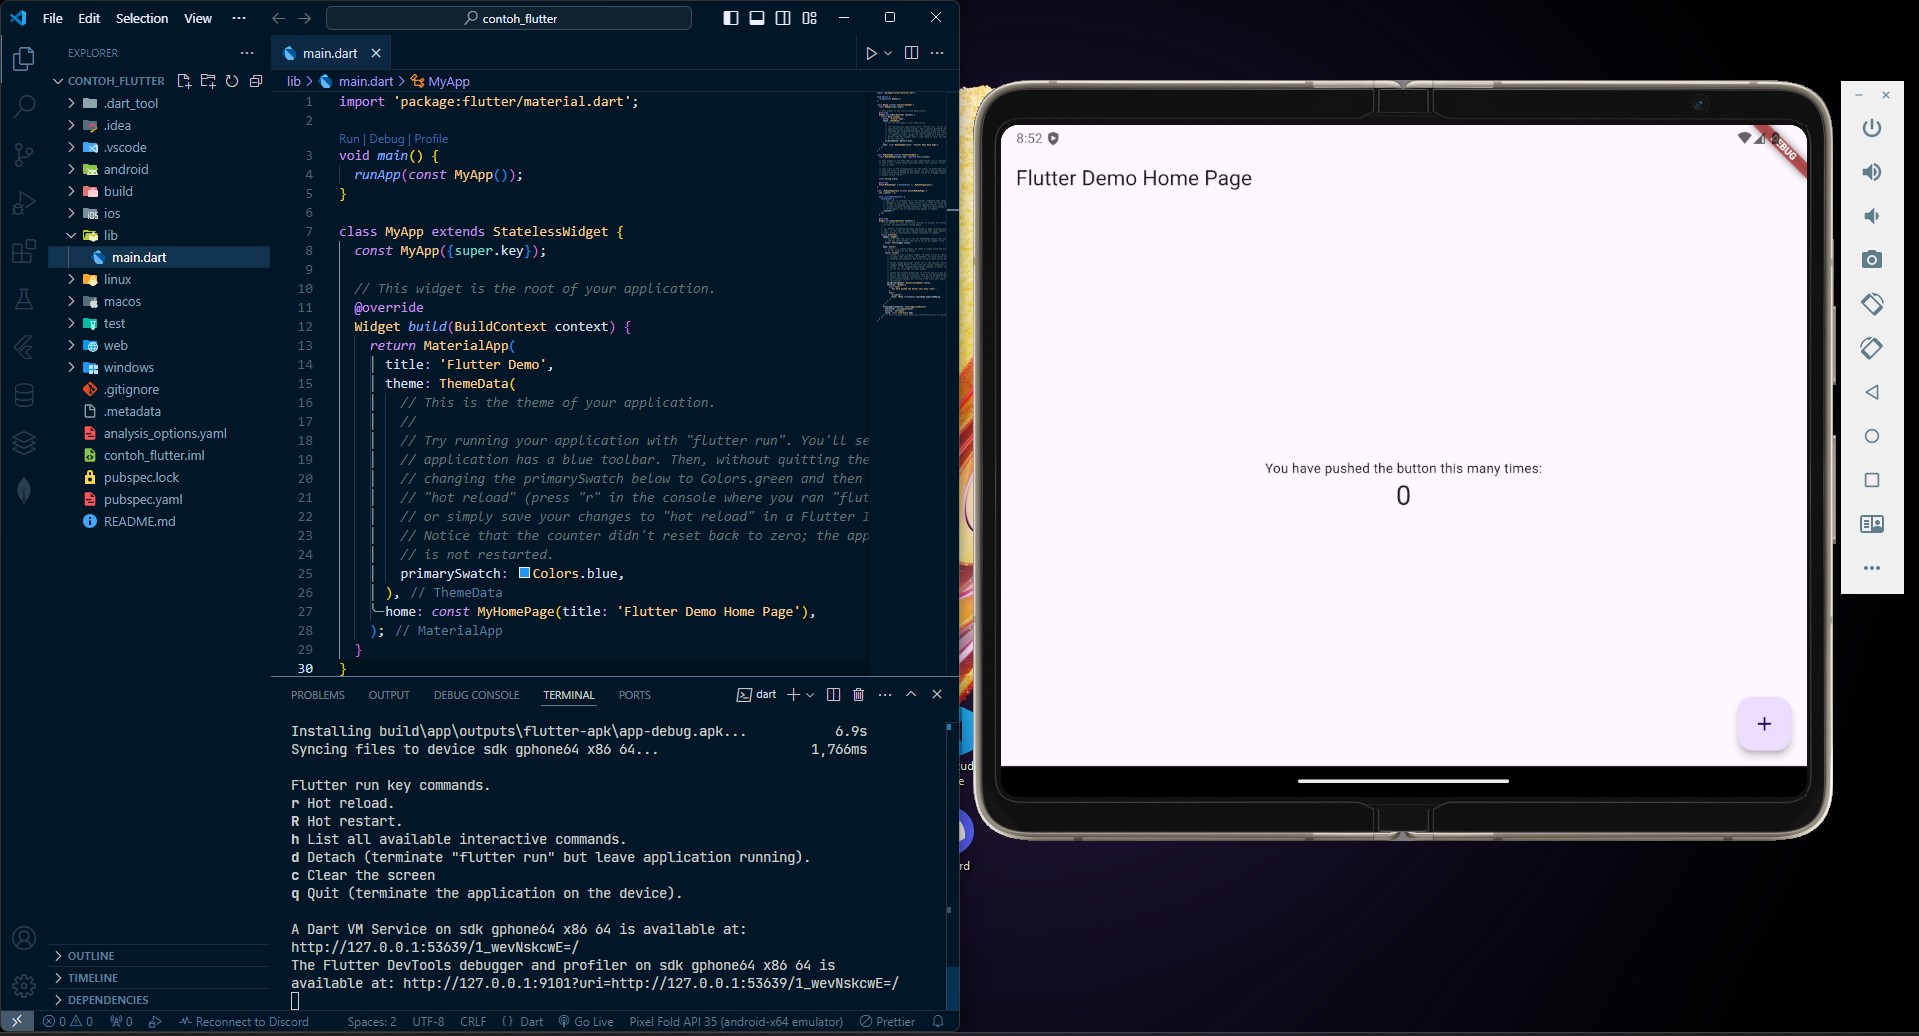 File Edit Selection View ···
contoh_flutter
EXPLORER
CONTOH_FLUTTER
.dart_tool
.idea
.vscode
android
build
ios
lib
main.dart
linux
macos
test
web
windows
.gitignore
.metadata
analysis_options.yaml
contoh_flutter.iml
pubspec.lock
pubspec.yaml
README.md
OUTLINE
TIMELINE
DEPENDENCIES
main.dart
lib > main.dart > MyApp
1 import 'package:flutter/material.dart';
2
Run | Debug | Profile
3 void main() {
4 runApp(const MyApp());
5 }
6
7 class MyApp extends StatelessWidget {
8 const MyApp({super.key});
9
10 // This widget is the root of your application.
11 @override
12 Widget build(BuildContext context) {
13 return MaterialApp(
14 title: 'Flutter Demo',
15 theme: ThemeData(
16 // This is the theme of your application.
17 //
18 // Try running your application with "flutter run". You'll se
19 // application has a blue toolbar. Then, without quitting the
20 // changing the primarySwatch below to Colors.green and then
21 // "hot reload" (press "r" in the console where you ran "flut
22 // or simply save your changes to "hot reload" in a Flutter I
23 // Notice that the counter didn't reset back to zero; the app
24 // is not restarted.
25 primarySwatch: Colors.blue,
26 ), // ThemeData
27 home: const MyHomePage(title: 'Flutter Demo Home Page'),
28 ); // MaterialApp
29 }
30 }
PROBLEMS OUTPUT DEBUG CONSOLE TERMINAL PORTS
dart
Installing build\app\outputs\flutter-apk\app-debug.apk... 6.9s
Syncing files to device sdk gphone64 x86 64... 1,766ms
Flutter run key commands.
r Hot reload.
R Hot restart.
h List all available interactive commands.
d Detach (terminate "flutter run" but leave application running).
c Clear the screen
q Quit (terminate the application on the device).
A Dart VM Service on sdk gphone64 x86 64 is available at:
http://127.0.0.1:53639/1_wevNskcwE=/
The Flutter DevTools debugger and profiler on sdk gphone64 x86 64 is
available at: http://127.0.0.1:9101?uri=http://127.0.0.1:53639/1_wevNskcwE=/
0 0 0 Reconnect to Discord Spaces: 2 UTF-8 CRLF { } Dart Go Live Pixel Fold API 35 (android-x64 emulator) Prettier
8:52
Flutter Demo Home Page
You have pushed the button this many times:
0
+